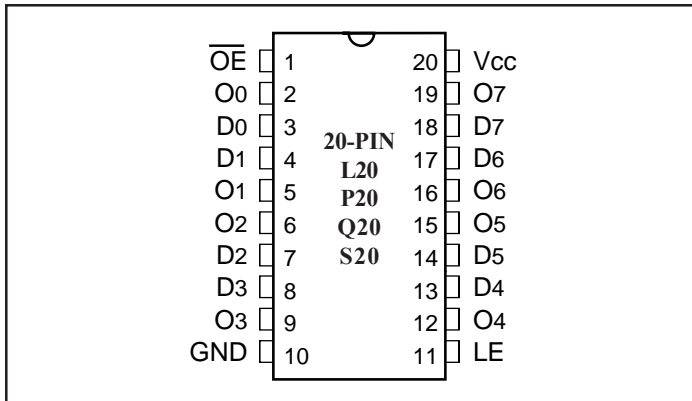 O̅E̅ 1 20 Vcc
O0 2 19 O7
D0 3 18 D7
D1 4 17 D6
O1 5 16 O6
O2 6 15 O5
D2 7 14 D5
D3 8 13 D4
O3 9 12 O4
GND 10 11 LE
20-PIN
L20
P20
Q20
S20